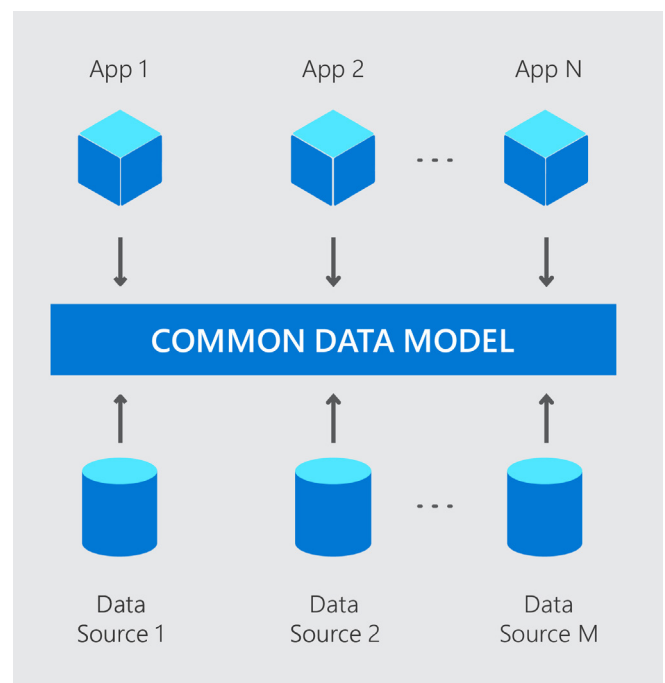 App 1
App 2
App N
COMMON DATA MODEL
Data
Source 1
Data
Source 2
Data
Source M